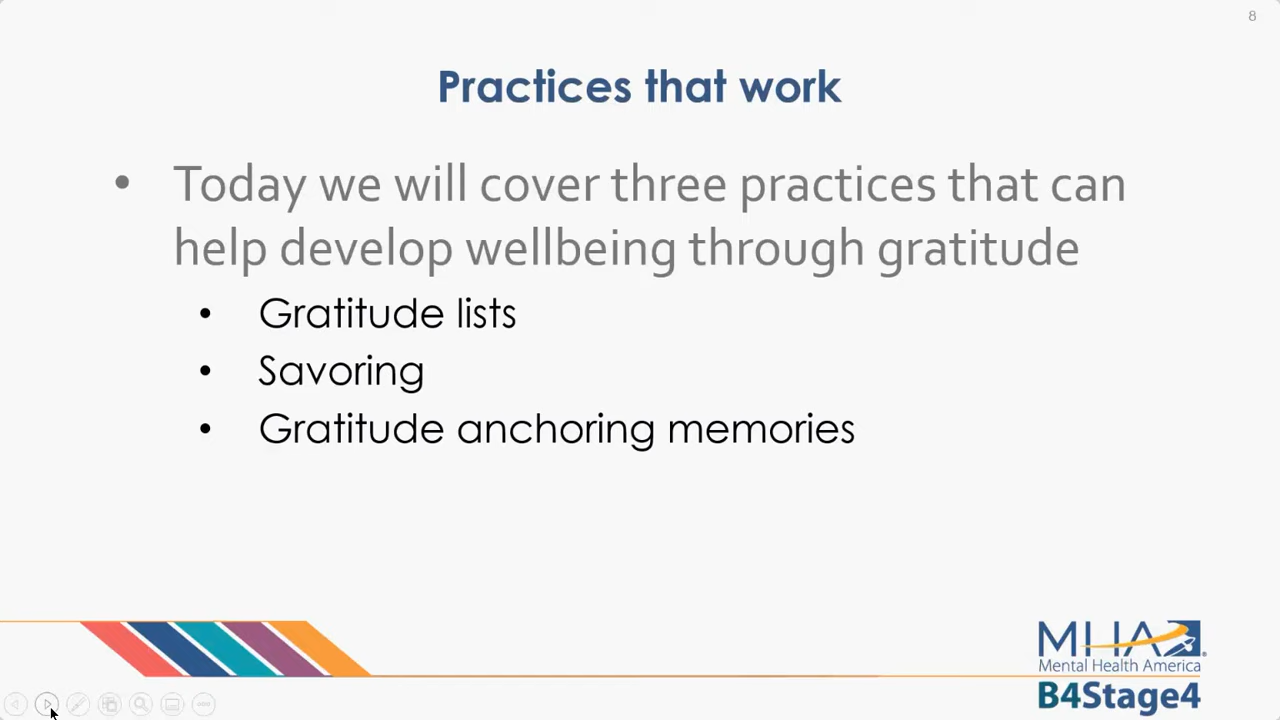 8
Practices that work
• Today we will cover three practices that can
help develop wellbeing through gratitude
• Gratitude lists
• Savoring
• Gratitude anchoring memories
MHA®
Mental Health America
B4Stage4